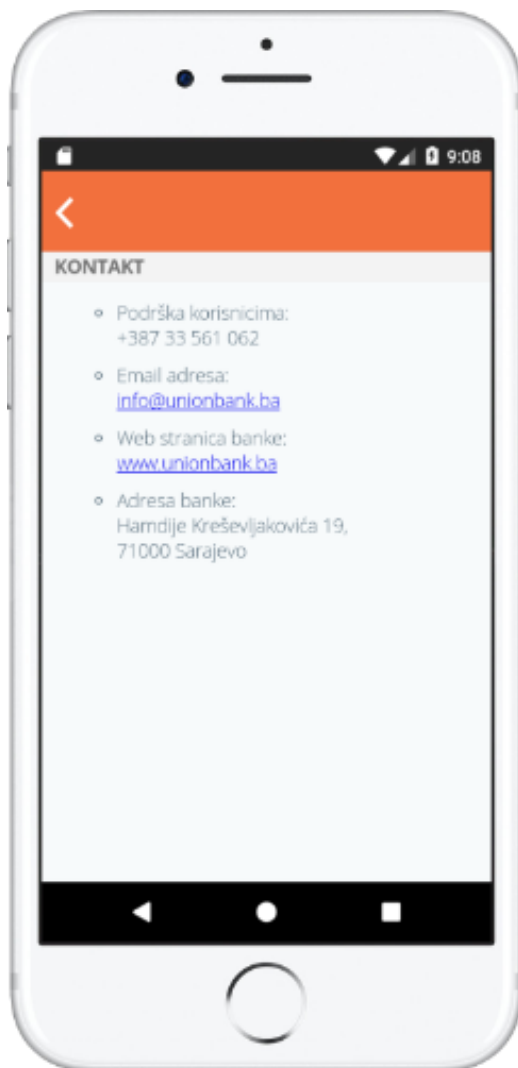 9:08
KONTAKT
Podrška korisnicima:
+387 33 561 062
Email adresa:
info@unionbank.ba
Web stranica banke:
www.unionbank.ba
Adresa banke:
Hamdije Kreševljakovića 19,
71000 Sarajevo